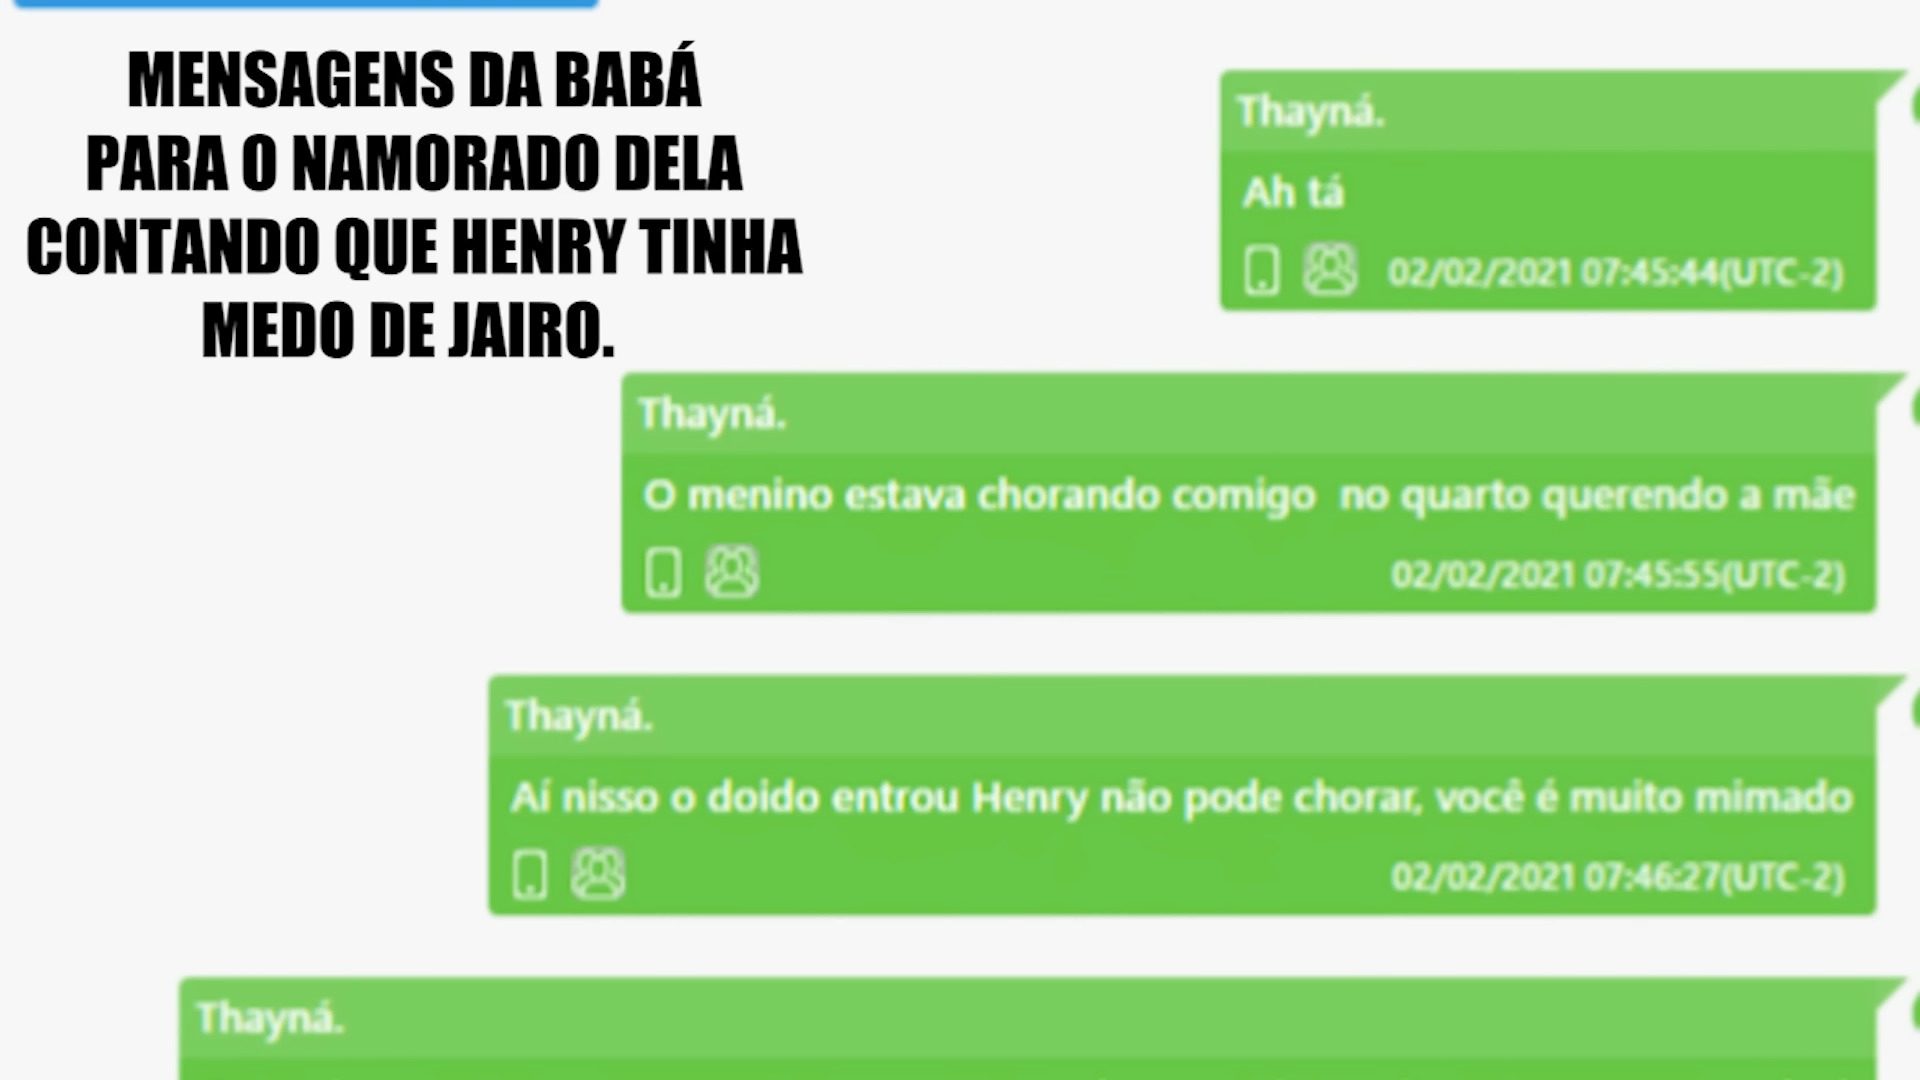 MENSAGENS DA BABÁ
PARA O NAMORADO DELA
CONTANDO QUE HENRY TINHA
MEDO DE JAIRO.
Thayná.
Ah tá
02/02/2021 07:45:44(UTC-2)
Thayná.
O menino estava chorando comigo no quarto querendo a mãe
02/02/2021 07:45:55(UTC-2)
Thayná.
Aí nisso o doido entrou Henry não pode chorar, você é muito mimado
02/02/2021 07:46:27(UTC-2)
Thayná.